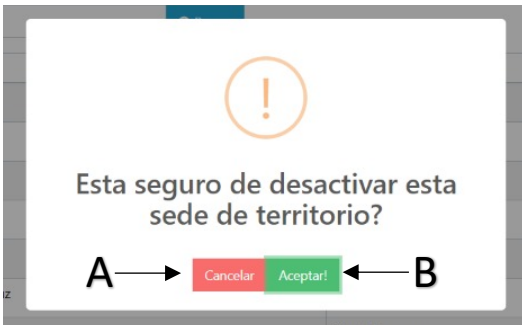 !
Esta seguro de desactivar esta
sede de territorio?
A Cancelar Aceptar! B